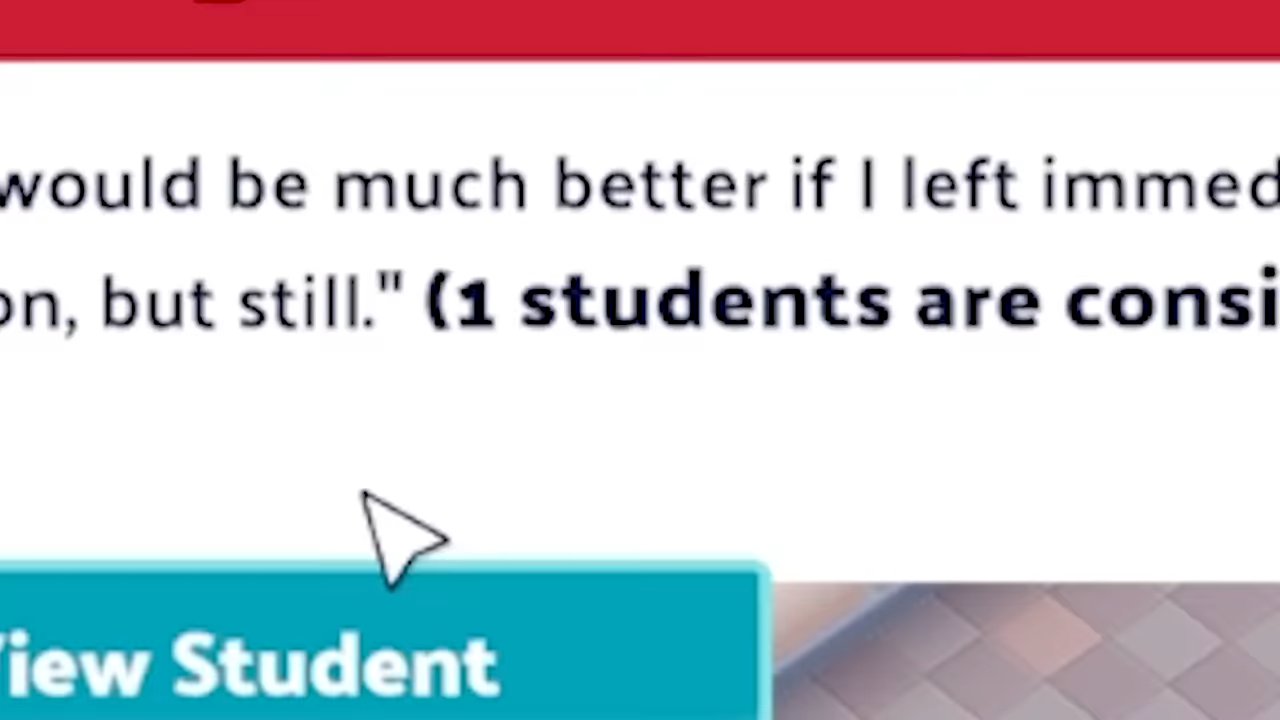 would be much better if I left immed
on, but still." (1 students are consi
View Student